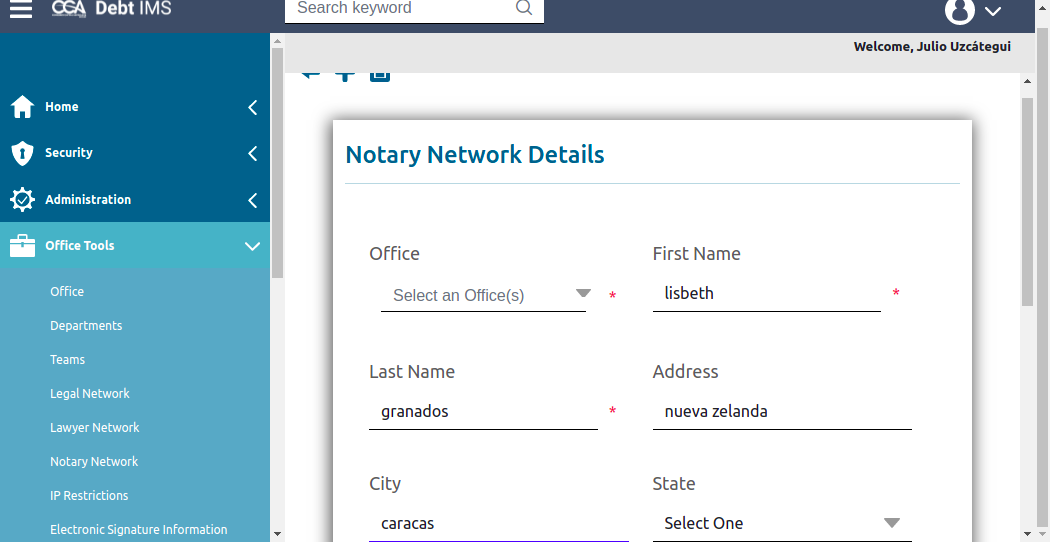 CGA Debt IMS
Search keyword
Welcome, Julio Uzcátegui
Home
Security
Administration
Office Tools
Office
Departments
Teams
Legal Network
Lawyer Network
Notary Network
IP Restrictions
Electronic Signature Information
Notary Network Details
Office
First Name
Select an Office(s) *
lisbeth *
Last Name
Address
granados *
nueva zelanda
City
State
caracas
Select One